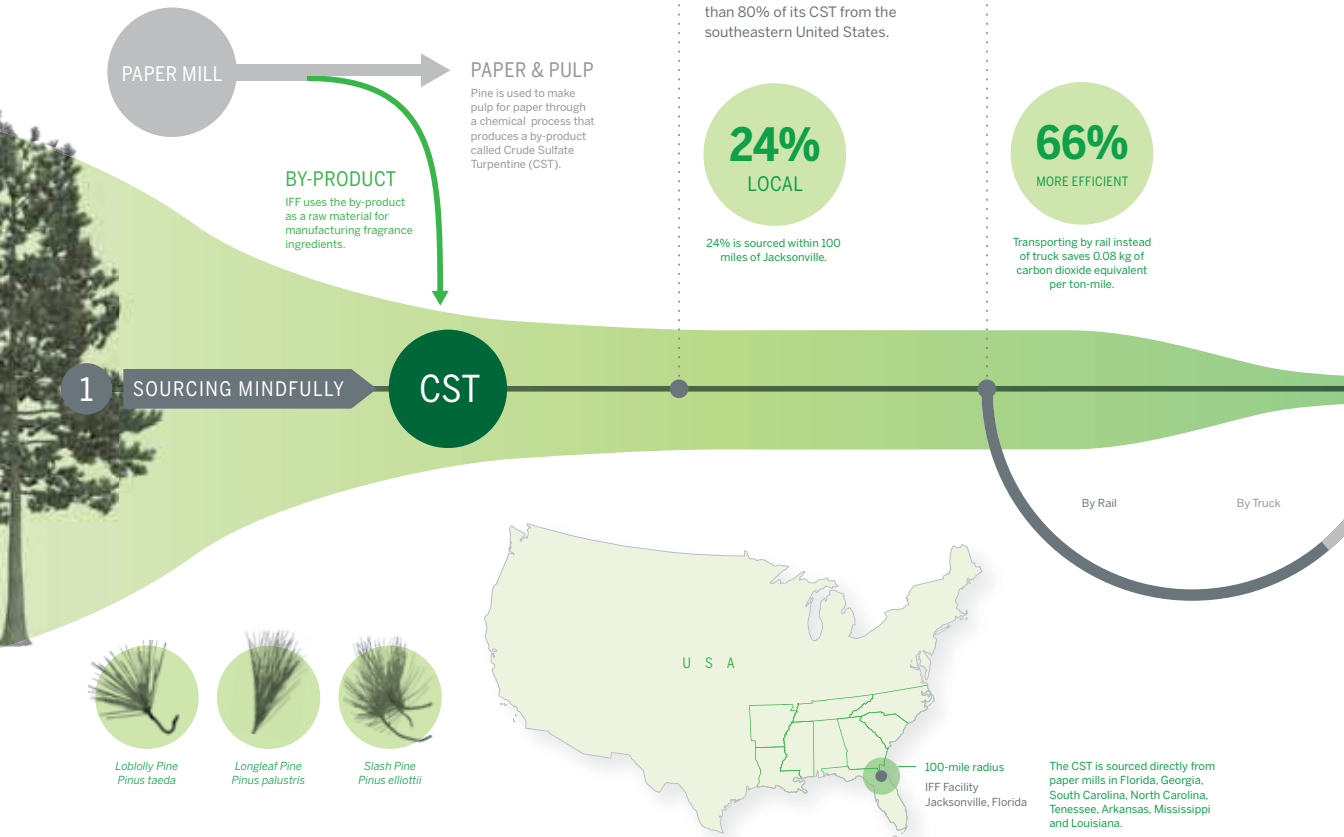 than 80% of its CST from the
southeastern United States.
PAPER MILL
PAPER & PULP
Pine is used to make
pulp for paper through
a chemical process that
produces a by-product
called Crude Sulfate
Turpentine (CST).
BY-PRODUCT
IFF uses the by-product
as a raw material for
manufacturing fragrance
ingredients.
24%
LOCAL
24% is sourced within 100
miles of Jacksonville.
66%
MORE EFFICIENT
Transporting by rail instead
of truck saves 0.08 kg of
carbon dioxide equivalent
per ton-mile.
1
SOURCING MINDFULLY
CST
By Rail
By Truck
USA
Loblolly Pine
Pinus taeda
Longleaf Pine
Pinus palustris
Slash Pine
Pinus elliottii
100-mile radius
IFF Facility
Jacksonville, Florida
The CST is sourced directly from
paper mills in Florida, Georgia,
South Carolina, North Carolina,
Tenessee, Arkansas, Mississippi
and Louisiana.